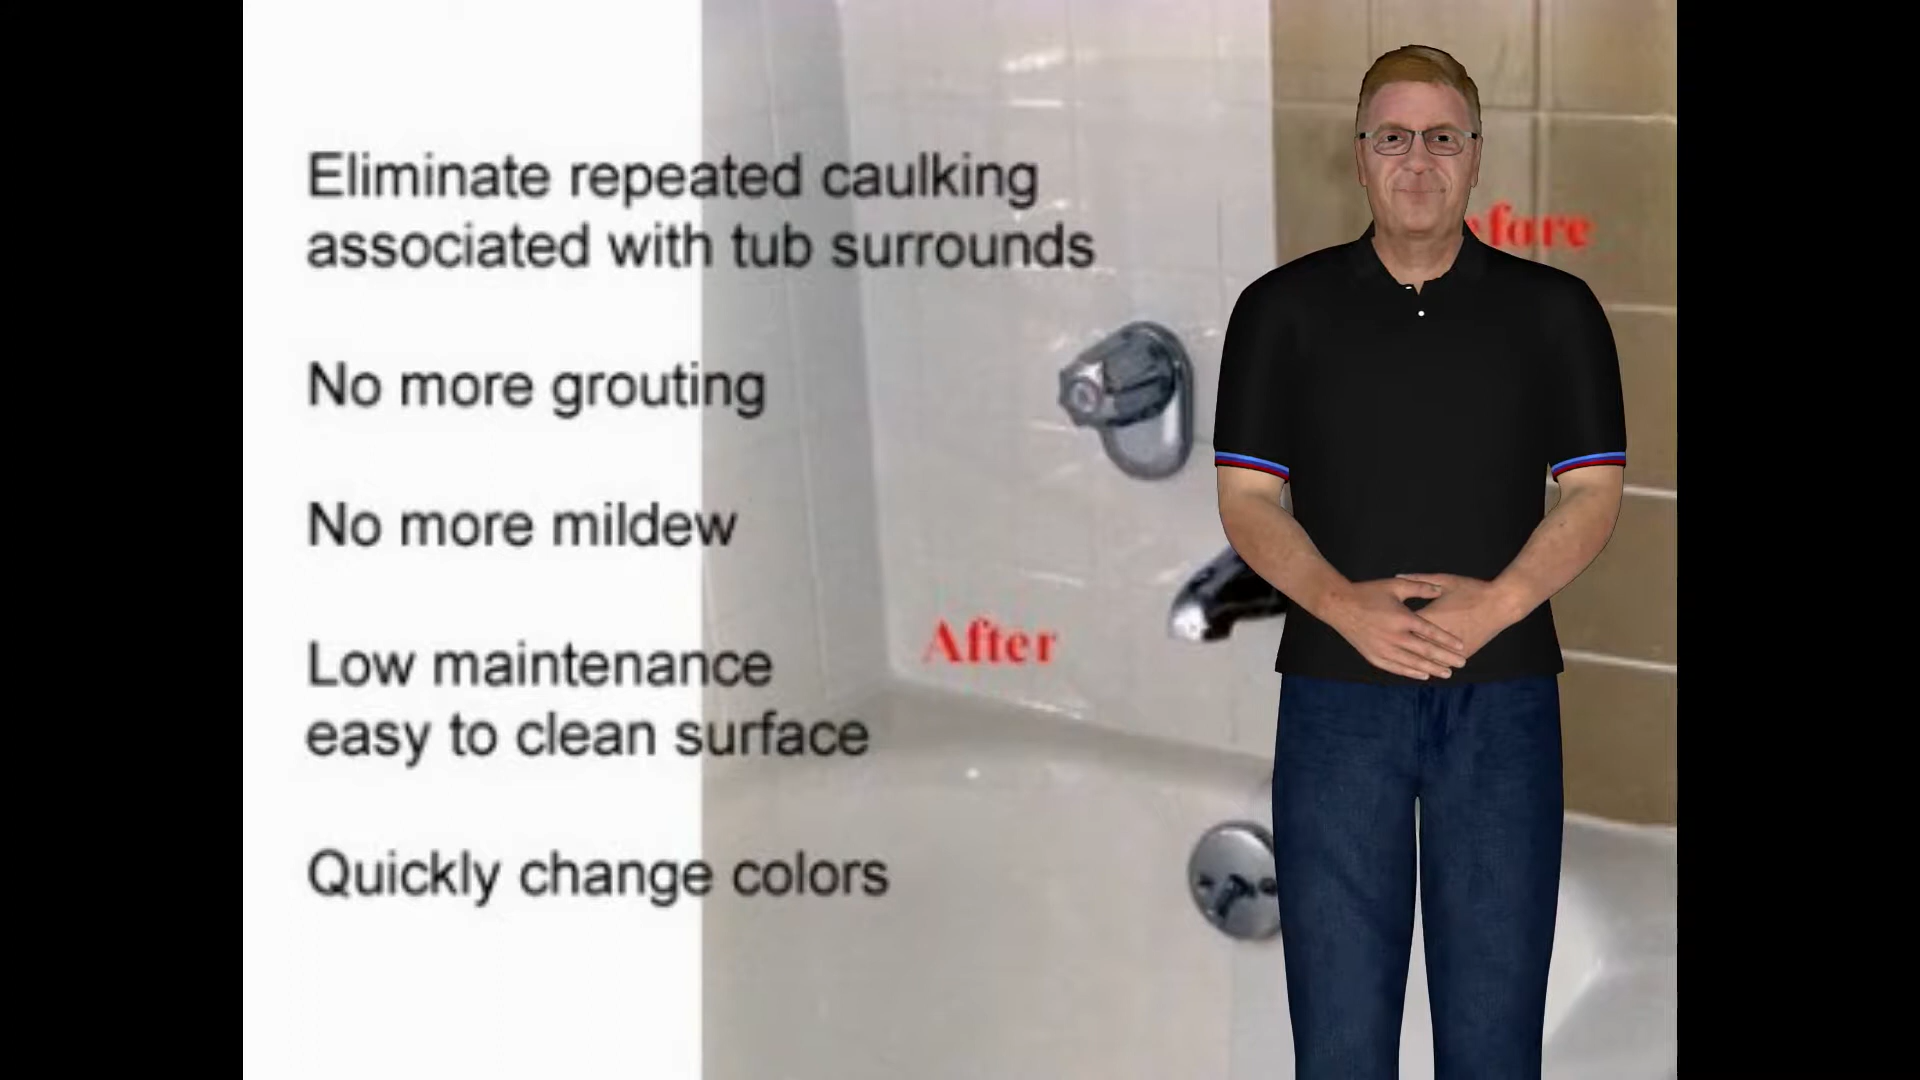 Eliminate repeated caulking
associated with tub surrounds
No more grouting
No more mildew
Low maintenance
easy to clean surface
Quickly change colors
After